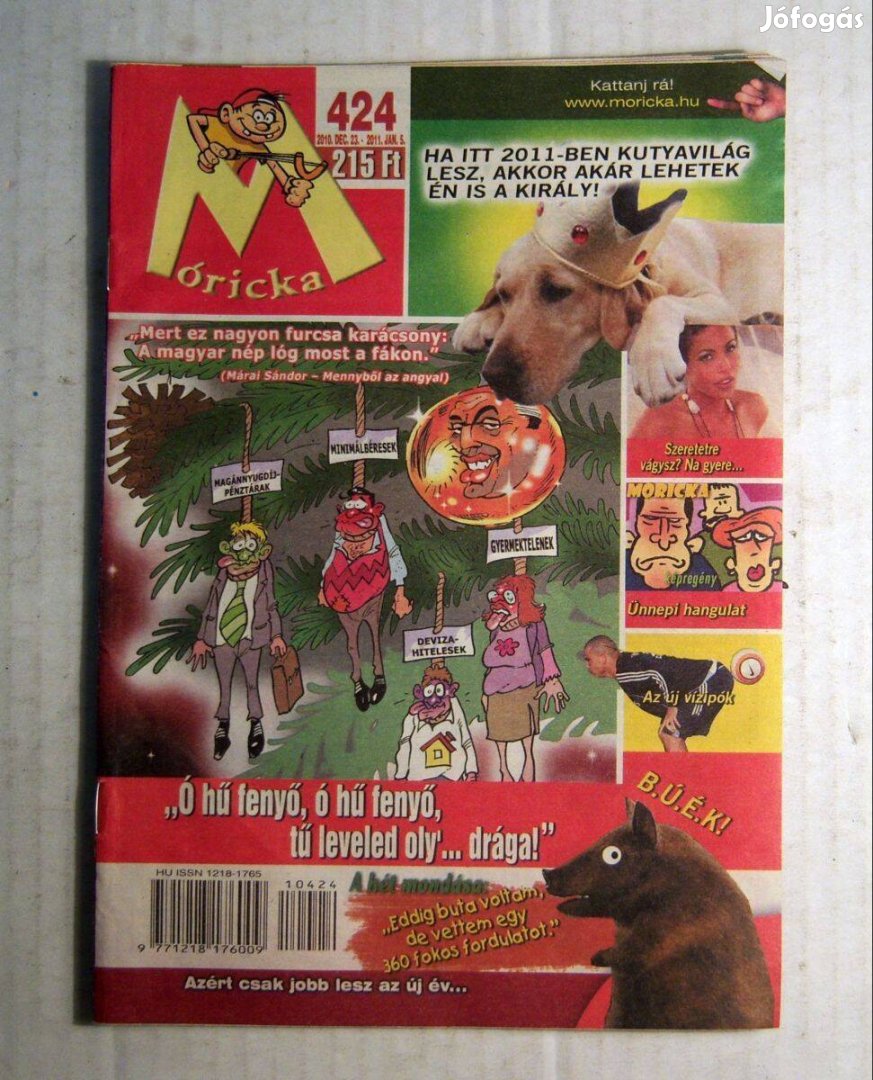 Jófogás
Móricka
424
2010. DEC. 23. - 2011. JAN. 5.
215 Ft
Kattanj rá!
www.moricka.hu
HA ITT 2011-BEN KUTYAVILÁG
LESZ, AKKOR AKÁR LEHETEK
ÉN IS A KIRÁLY!
„Mert ez nagyon furcsa karácsony:
A magyar nép lóg most a fákon."
(Márai Sándor – Mennyből az angyal)
MAGÁNNYUGDÍJ-
PÉNZTÁRAK
MINIMÁLBÉRESEK
GYERMEKTELENEK
DEVIZA-
HITELESEK
Szeretetre
vágysz? Na gyere...
MÓRICKA
képregény
Ünnepi hangulat
Az új vízipók
„Ó hű fenyő, ó hű fenyő,
tű leveled oly'... drága!"
B.Ú.É.K!
HU ISSN 1218-1765
10424
9 771218 176009
A hét mondása:
„Eddig buta voltam,
de vettem egy
360 fokos fordulatot."
Azért csak jobb lesz az új év...